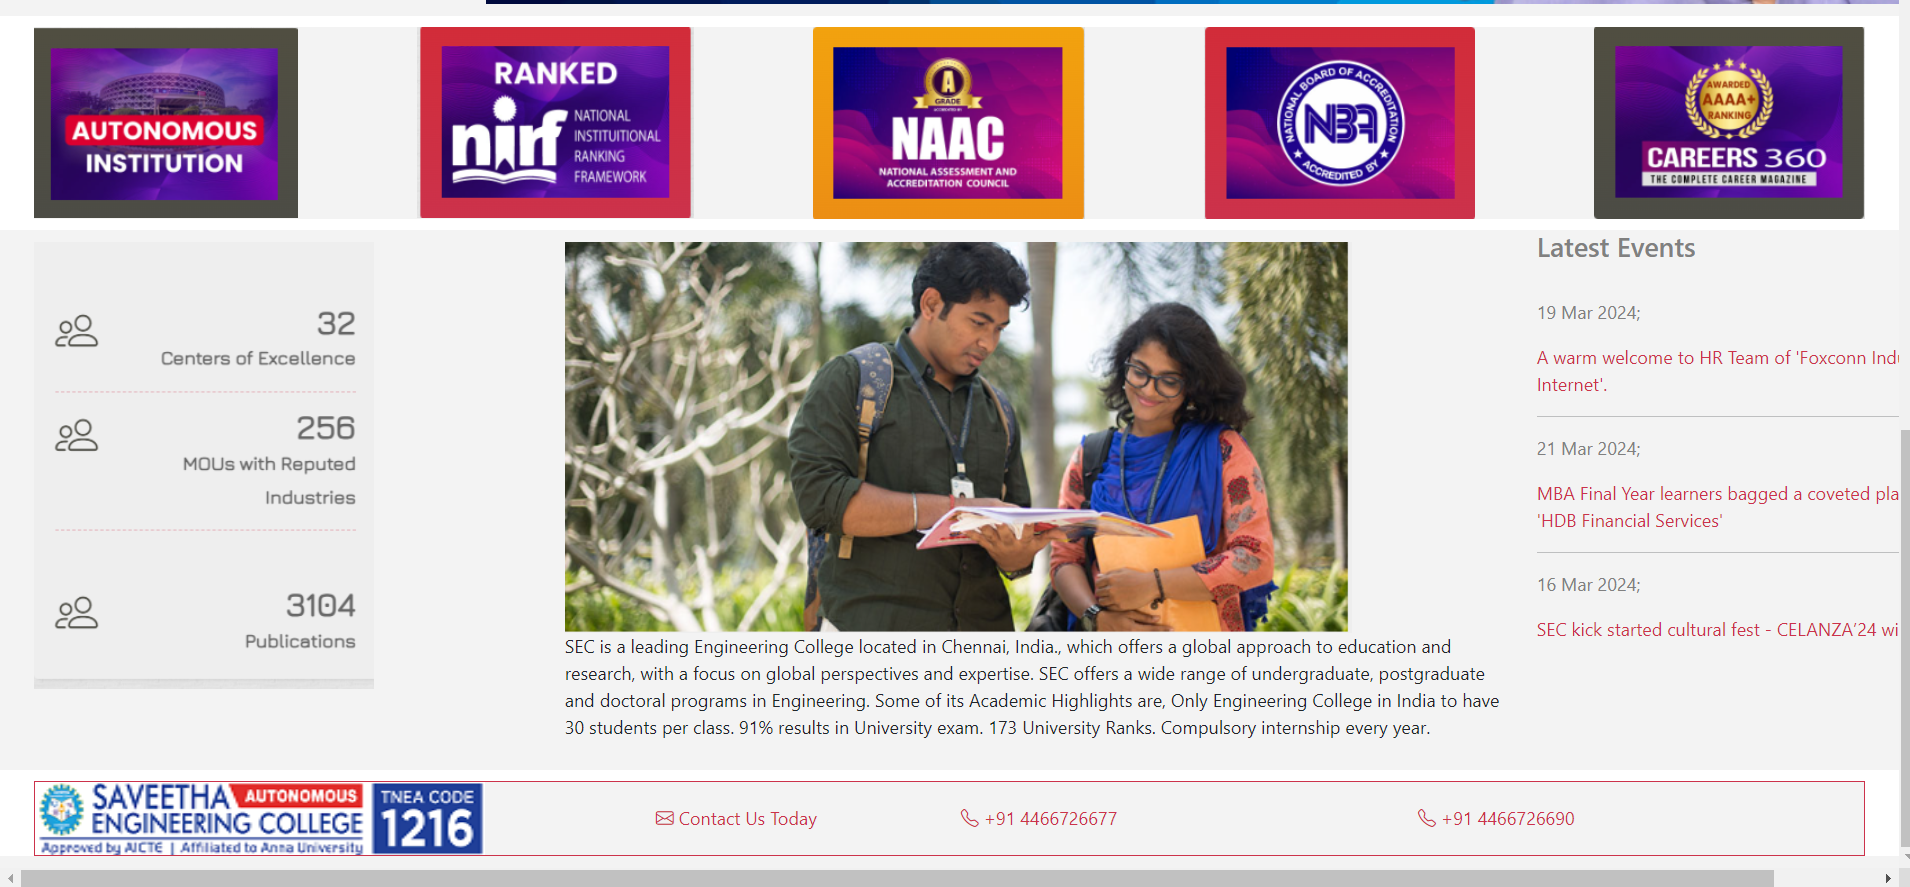 AUTONOMOUS
INSTITUTION
RANKED
nirf
NATIONAL
INSTITUITIONAL
RANKING
FRAMEWORK
A
GRADE
NAAC
NATIONAL ASSESSMENT AND
ACCREDITATION COUNCIL
NATIONAL BOARD OF ACCREDITATION
NBA
ACCREDITED BY
AWARDED
AAAA+
RANKING
CAREERS 360
THE COMPLETE CAREER MAGAZINE
32
Centers of Excellence
256
MOUs with Reputed
Industries
3104
Publications
SEC is a leading Engineering College located in Chennai, India., which offers a global approach to education and
research, with a focus on global perspectives and expertise. SEC offers a wide range of undergraduate, postgraduate
and doctoral programs in Engineering. Some of its Academic Highlights are, Only Engineering College in India to have
30 students per class. 91% results in University exam. 173 University Ranks. Compulsory internship every year.
Latest Events
19 Mar 2024;
A warm welcome to HR Team of 'Foxconn Indu
Internet'.
21 Mar 2024;
MBA Final Year learners bagged a coveted pla
'HDB Financial Services'
16 Mar 2024;
SEC kick started cultural fest - CELANZA’24 wi
SAVEETHA AUTONOMOUS
ENGINEERING COLLEGE
Approved by AICTE | Affiliated to Anna University
TNEA CODE
1216
Contact Us Today
+91 4466726677
+91 4466726690